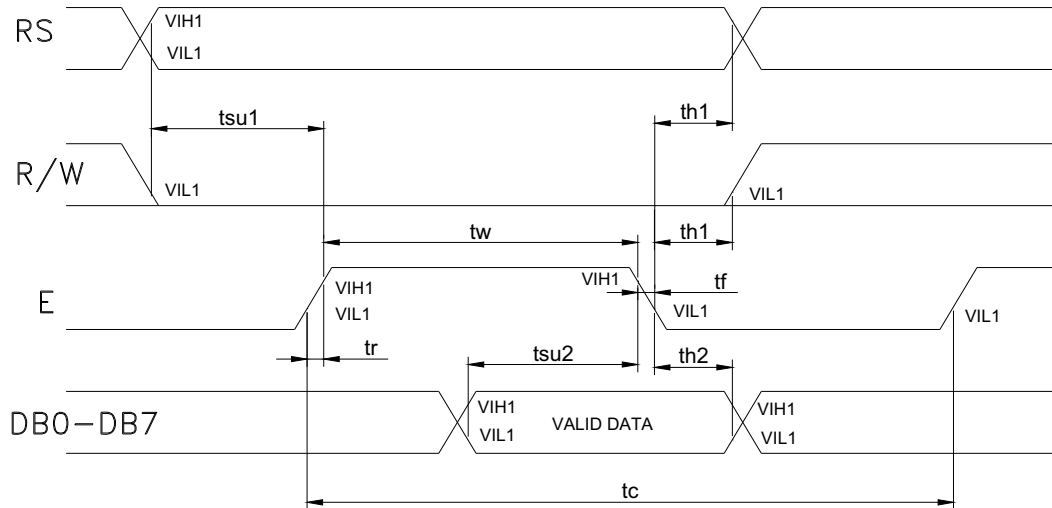 RS
VIH1
VIL1
tsu1
th1
R/W
VIL1
VIL1
tw
th1
E
VIH1
VIH1
tf
VIL1
VIL1
VIL1
tr
tsu2
th2
DB0-DB7
VIH1
VIL1
VALID DATA
VIH1
VIL1
tc